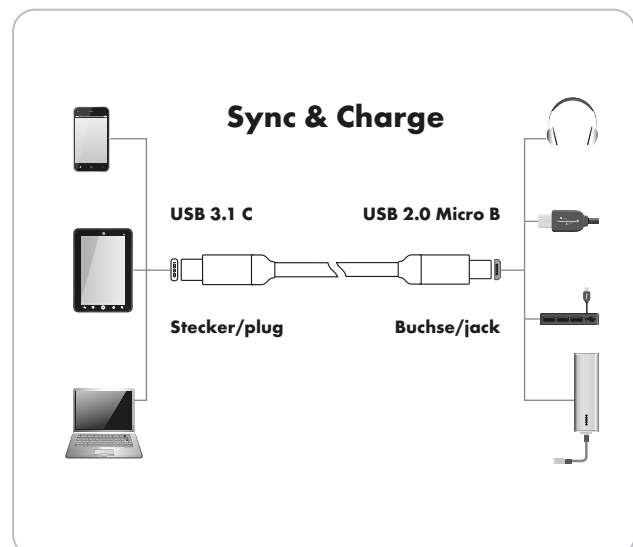 Sync & Charge
USB 3.1 C
USB 2.0 Micro B
Stecker/plug
Buchse/jack